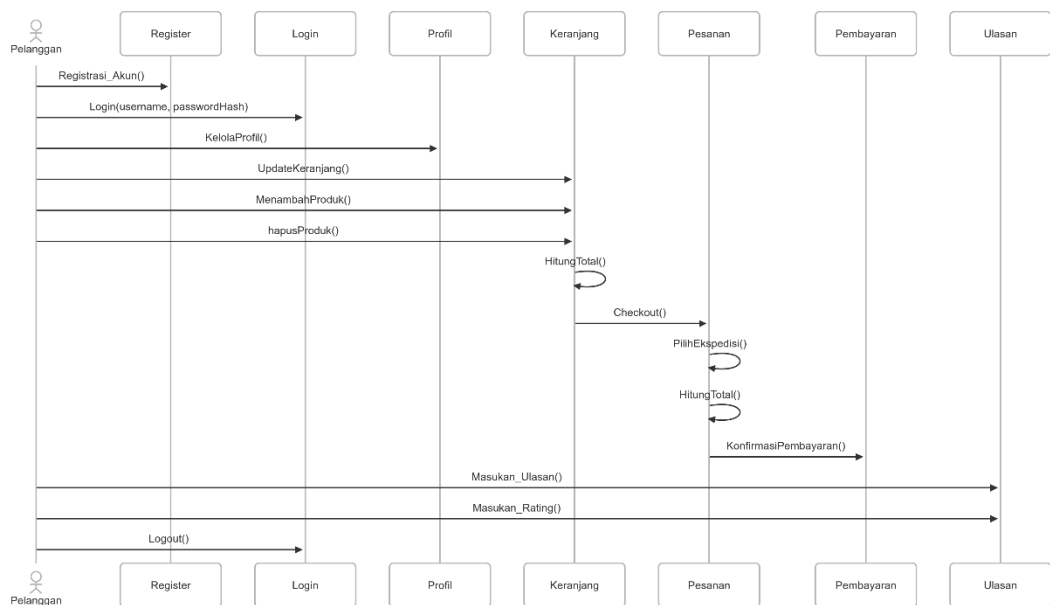 Pelanggan
Register
Login
Profil
Keranjang
Pesanan
Pembayaran
Ulasan
Registrasi_Akun()
Login(username, passwordHash)
KelolaProfil()
UpdateKeranjang()
MenambahProduk()
hapusProduk()
HitungTotal()
Checkout()
PilihEkspedisi()
HitungTotal()
KonfirmasiPembayaran()
Masukan_Ulasan()
Masukan_Rating()
Logout()
Pelanggan
Register
Login
Profil
Keranjang
Pesanan
Pembayaran
Ulasan